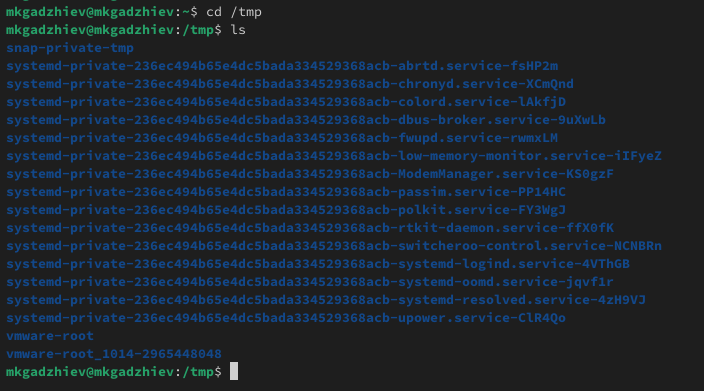 mkgadzhiev@mkgadzhiev:~$ cd /tmp
mkgadzhiev@mkgadzhiev:/tmp$ ls
snap-private-tmp
systemd-private-236ec494b65e4dc5bada334529368acb-abrtd.service-fsHP2m
systemd-private-236ec494b65e4dc5bada334529368acb-chronyd.service-XCmQnd
systemd-private-236ec494b65e4dc5bada334529368acb-colord.service-lAkfjD
systemd-private-236ec494b65e4dc5bada334529368acb-dbus-broker.service-9uXwLb
systemd-private-236ec494b65e4dc5bada334529368acb-fwupd.service-rwmxLM
systemd-private-236ec494b65e4dc5bada334529368acb-low-memory-monitor.service-iIFyeZ
systemd-private-236ec494b65e4dc5bada334529368acb-ModemManager.service-KS0gzF
systemd-private-236ec494b65e4dc5bada334529368acb-passim.service-PP14HC
systemd-private-236ec494b65e4dc5bada334529368acb-polkit.service-FY3WgJ
systemd-private-236ec494b65e4dc5bada334529368acb-rtkit-daemon.service-ffX0fK
systemd-private-236ec494b65e4dc5bada334529368acb-switcheroo-control.service-NCNBRn
systemd-private-236ec494b65e4dc5bada334529368acb-systemd-logind.service-4VThGB
systemd-private-236ec494b65e4dc5bada334529368acb-systemd-oomd.service-jqvf1r
systemd-private-236ec494b65e4dc5bada334529368acb-systemd-resolved.service-4zH9VJ
systemd-private-236ec494b65e4dc5bada334529368acb-upower.service-ClR4Qo
vmware-root
vmware-root_1014-2965448048
mkgadzhiev@mkgadzhiev:/tmp$